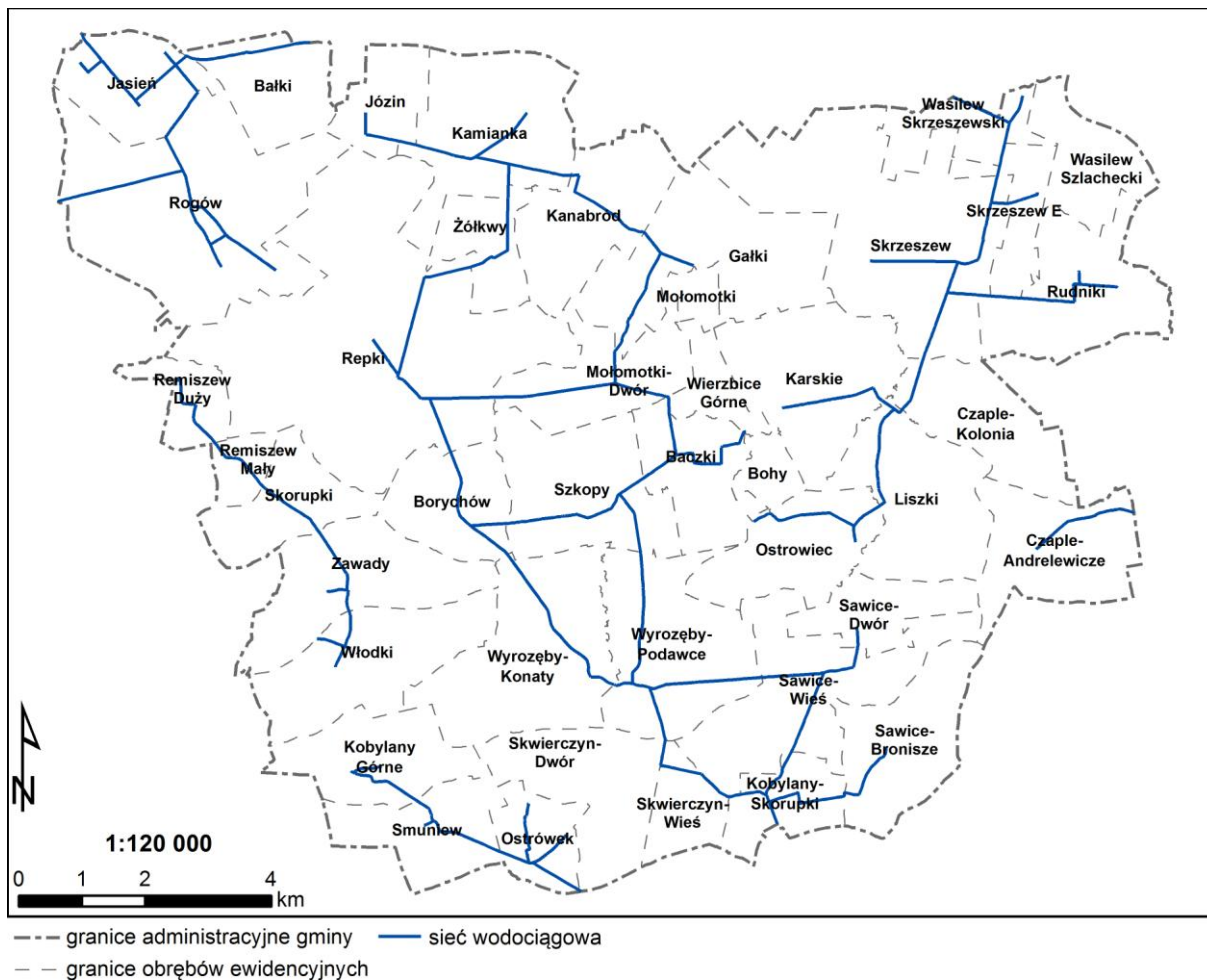 Jasień
Bałki
Józin
Kamianka
Wasilew
Skrzeszewski
Wasilew
Szlachecki
Rogów
Żółkwy
Kanabród
Skrzeszew E
Skrzeszew
Gałki
Mołomotki
Rudniki
Repki
Remiszew
Duży
Mołomotki-
Dwór
Wierzbice
Górne
Karskie
Czaple-
Kolonia
Remiszew
Mały
Skorupki
Borychów
Szkopy
Baczki
Bohy
Liszki
Ostrowiec
Czaple-
Andrelewicze
Zawady
Sawice-
Dwór
Włodki
Wyrozęby-
Konaty
Wyrozęby-
Podawce
Sawice-
Wieś
Sawice-
Bronisze
Kobylany
Górne
Skwierczyn-
Dwór
Kobylany-
Skorupki
Skwierczyn-
Wieś
Smuniew
Ostrówek
N
1:120 000
0 1 2 4
km
granice administracyjne gminy
sieć wodociągowa
granice obrębów ewidencyjnych